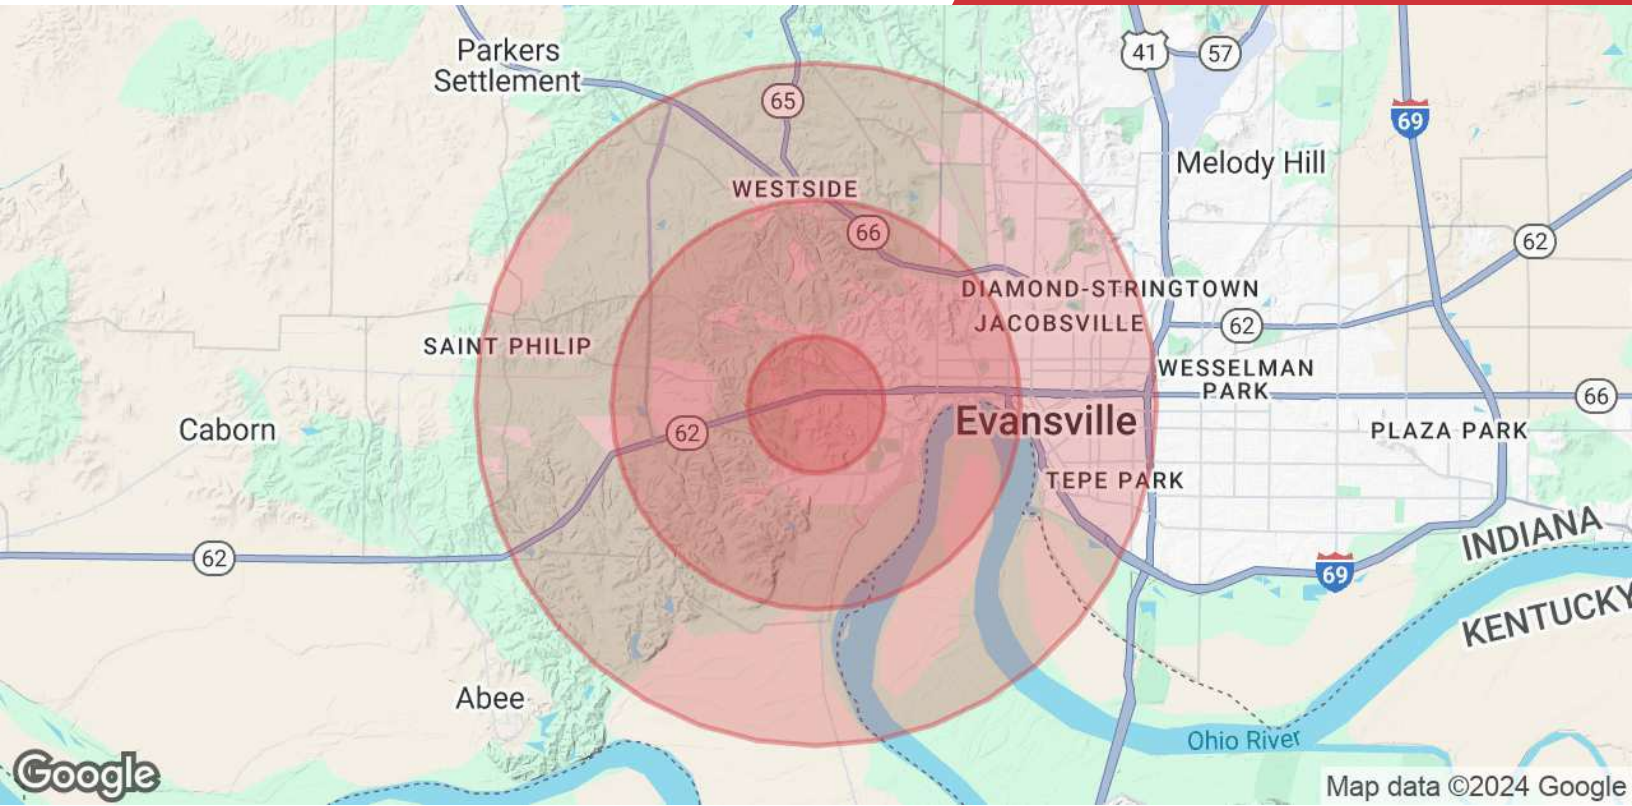 Parkers
Settlement
41
57
65
69
Melody Hill
WESTSIDE
66
62
DIAMOND-STRINGTOWN
JACOBSVILLE
62
SAINT PHILIP
WESSELMAN
PARK
66
Caborn
62
Evansville
PLAZA PARK
TEPE PARK
INDIANA
62
69
KENTUCKY
Abee
Ohio River
Google
Map data ©2024 Google